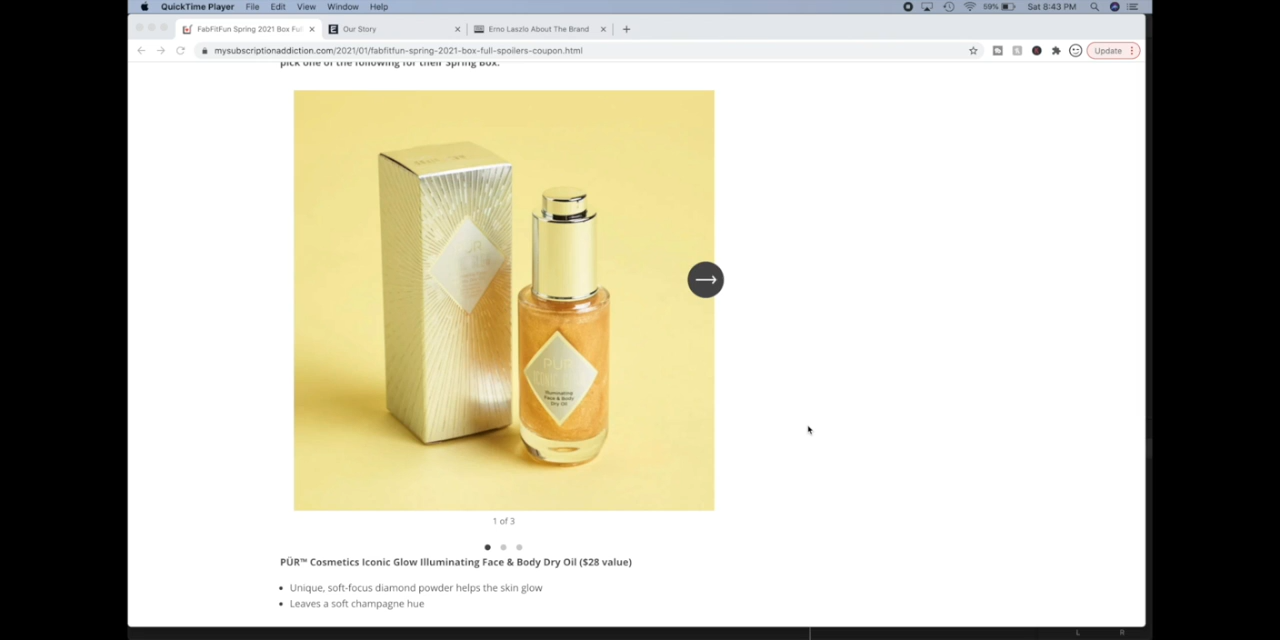 QuickTime Player File Edit View Window Help 59% Sat 8:43 PM
FabFitFun Spring 2021 Box Ful Our Story Erno Laszlo About The Brand
mysubscriptionaddiction.com/2021/01/fabfitfun-spring-2021-box-full-spoilers-coupon.html Update
pick one of the following for their Spring Box.
PÜR
Illuminating
Face & Body
Dry Oil
1 of 3
PÜR™ Cosmetics Iconic Glow Illuminating Face & Body Dry Oil ($28 value)
Unique, soft-focus diamond powder helps the skin glow
Leaves a soft champagne hue
L R